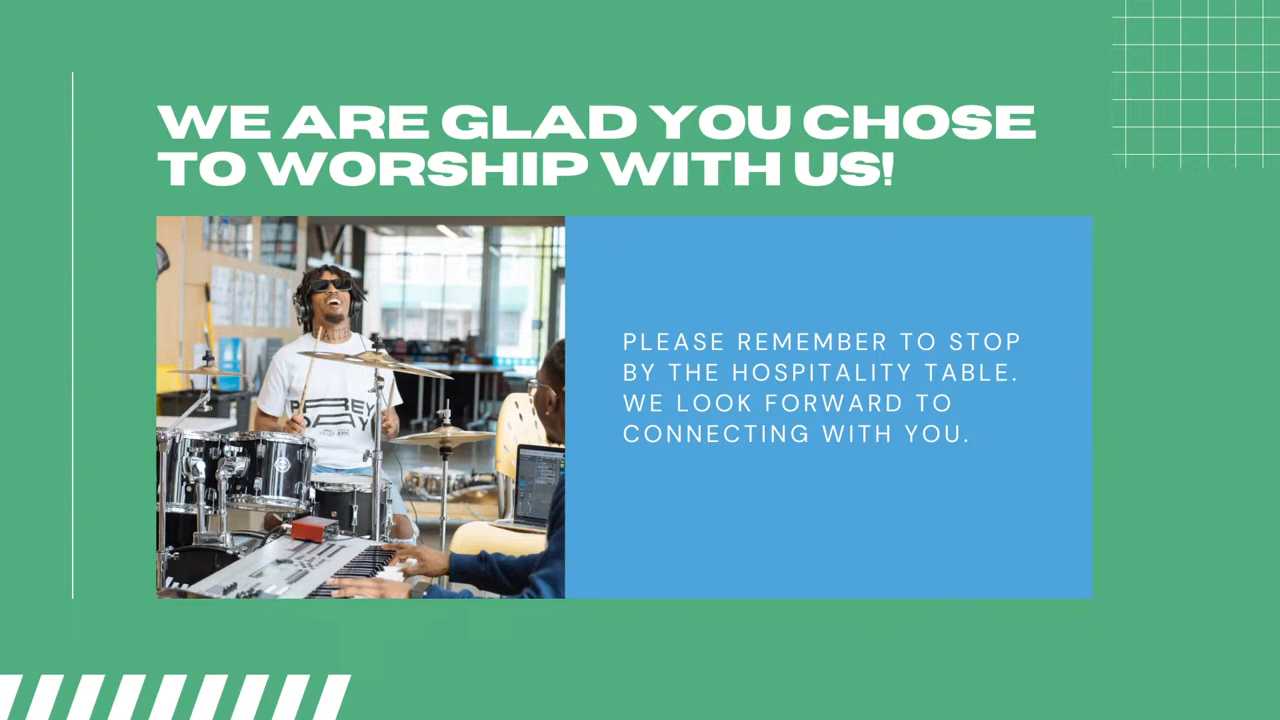 WE ARE GLAD YOU CHOSE
TO WORSHIP WITH US!
PLEASE REMEMBER TO STOP
BY THE HOSPITALITY TABLE.
WE LOOK FORWARD TO
CONNECTING WITH YOU.